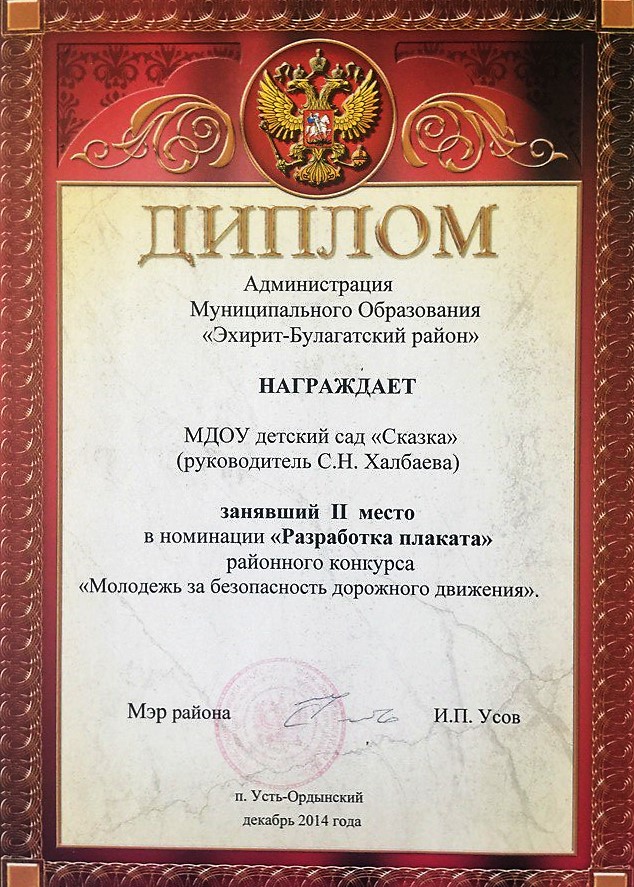 ДИПЛОМ
Администрация
Муниципального Образования
«Эхирит-Булагатский район»
НАГРАЖДАЕТ
МДОУ детский сад «Сказка»
(руководитель С.Н. Халбаева)
занявший II место
в номинации «Разработка плаката»
районного конкурса
«Молодежь за безопасность дорожного движения».
Мэр района И.П. Усов
п. Усть-Ордынский
декабрь 2014 года